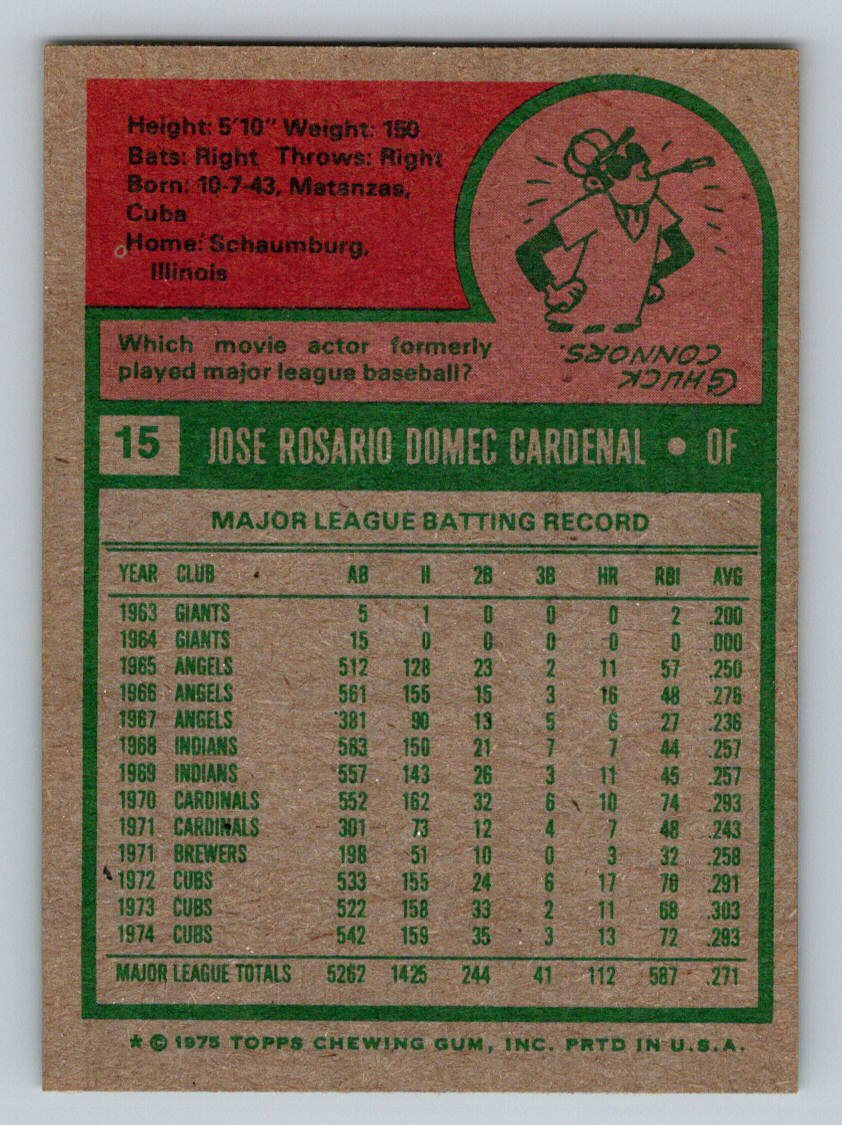 Height: 5'10" Weight: 150
Bats: Right Throws: Right
Born: 10-7-43, Matanzas,
Cuba
Home: Schaumburg,
Illinois
CHUCK
CONNORS.
Which movie actor formerly
played major league baseball?
15 JOSE ROSARIO DOMEC CARDENAL • OF
MAJOR LEAGUE BATTING RECORD
YEAR CLUB AB H 2B 3B HR RBI AVG
1963 GIANTS 5 1 0 0 0 2 .200
1964 GIANTS 15 0 0 0 0 0 .000
1965 ANGELS 512 128 23 2 11 57 .250
1966 ANGELS 561 155 15 3 16 48 .276
1967 ANGELS 381 90 13 5 6 27 .236
1968 INDIANS 583 150 21 7 7 44 .257
1969 INDIANS 557 143 26 3 11 45 .257
1970 CARDINALS 552 162 32 6 10 74 .293
1971 CARDINALS 301 73 12 4 7 48 .243
1971 BREWERS 198 51 10 0 3 32 .258
1972 CUBS 533 155 24 6 17 70 .291
1973 CUBS 522 158 33 2 11 68 .303
1974 CUBS 542 159 35 3 13 72 .293
MAJOR LEAGUE TOTALS 5262 1425 244 41 112 587 .271
* © 1975 TOPPS CHEWING GUM, INC. PRTD IN U.S.A.